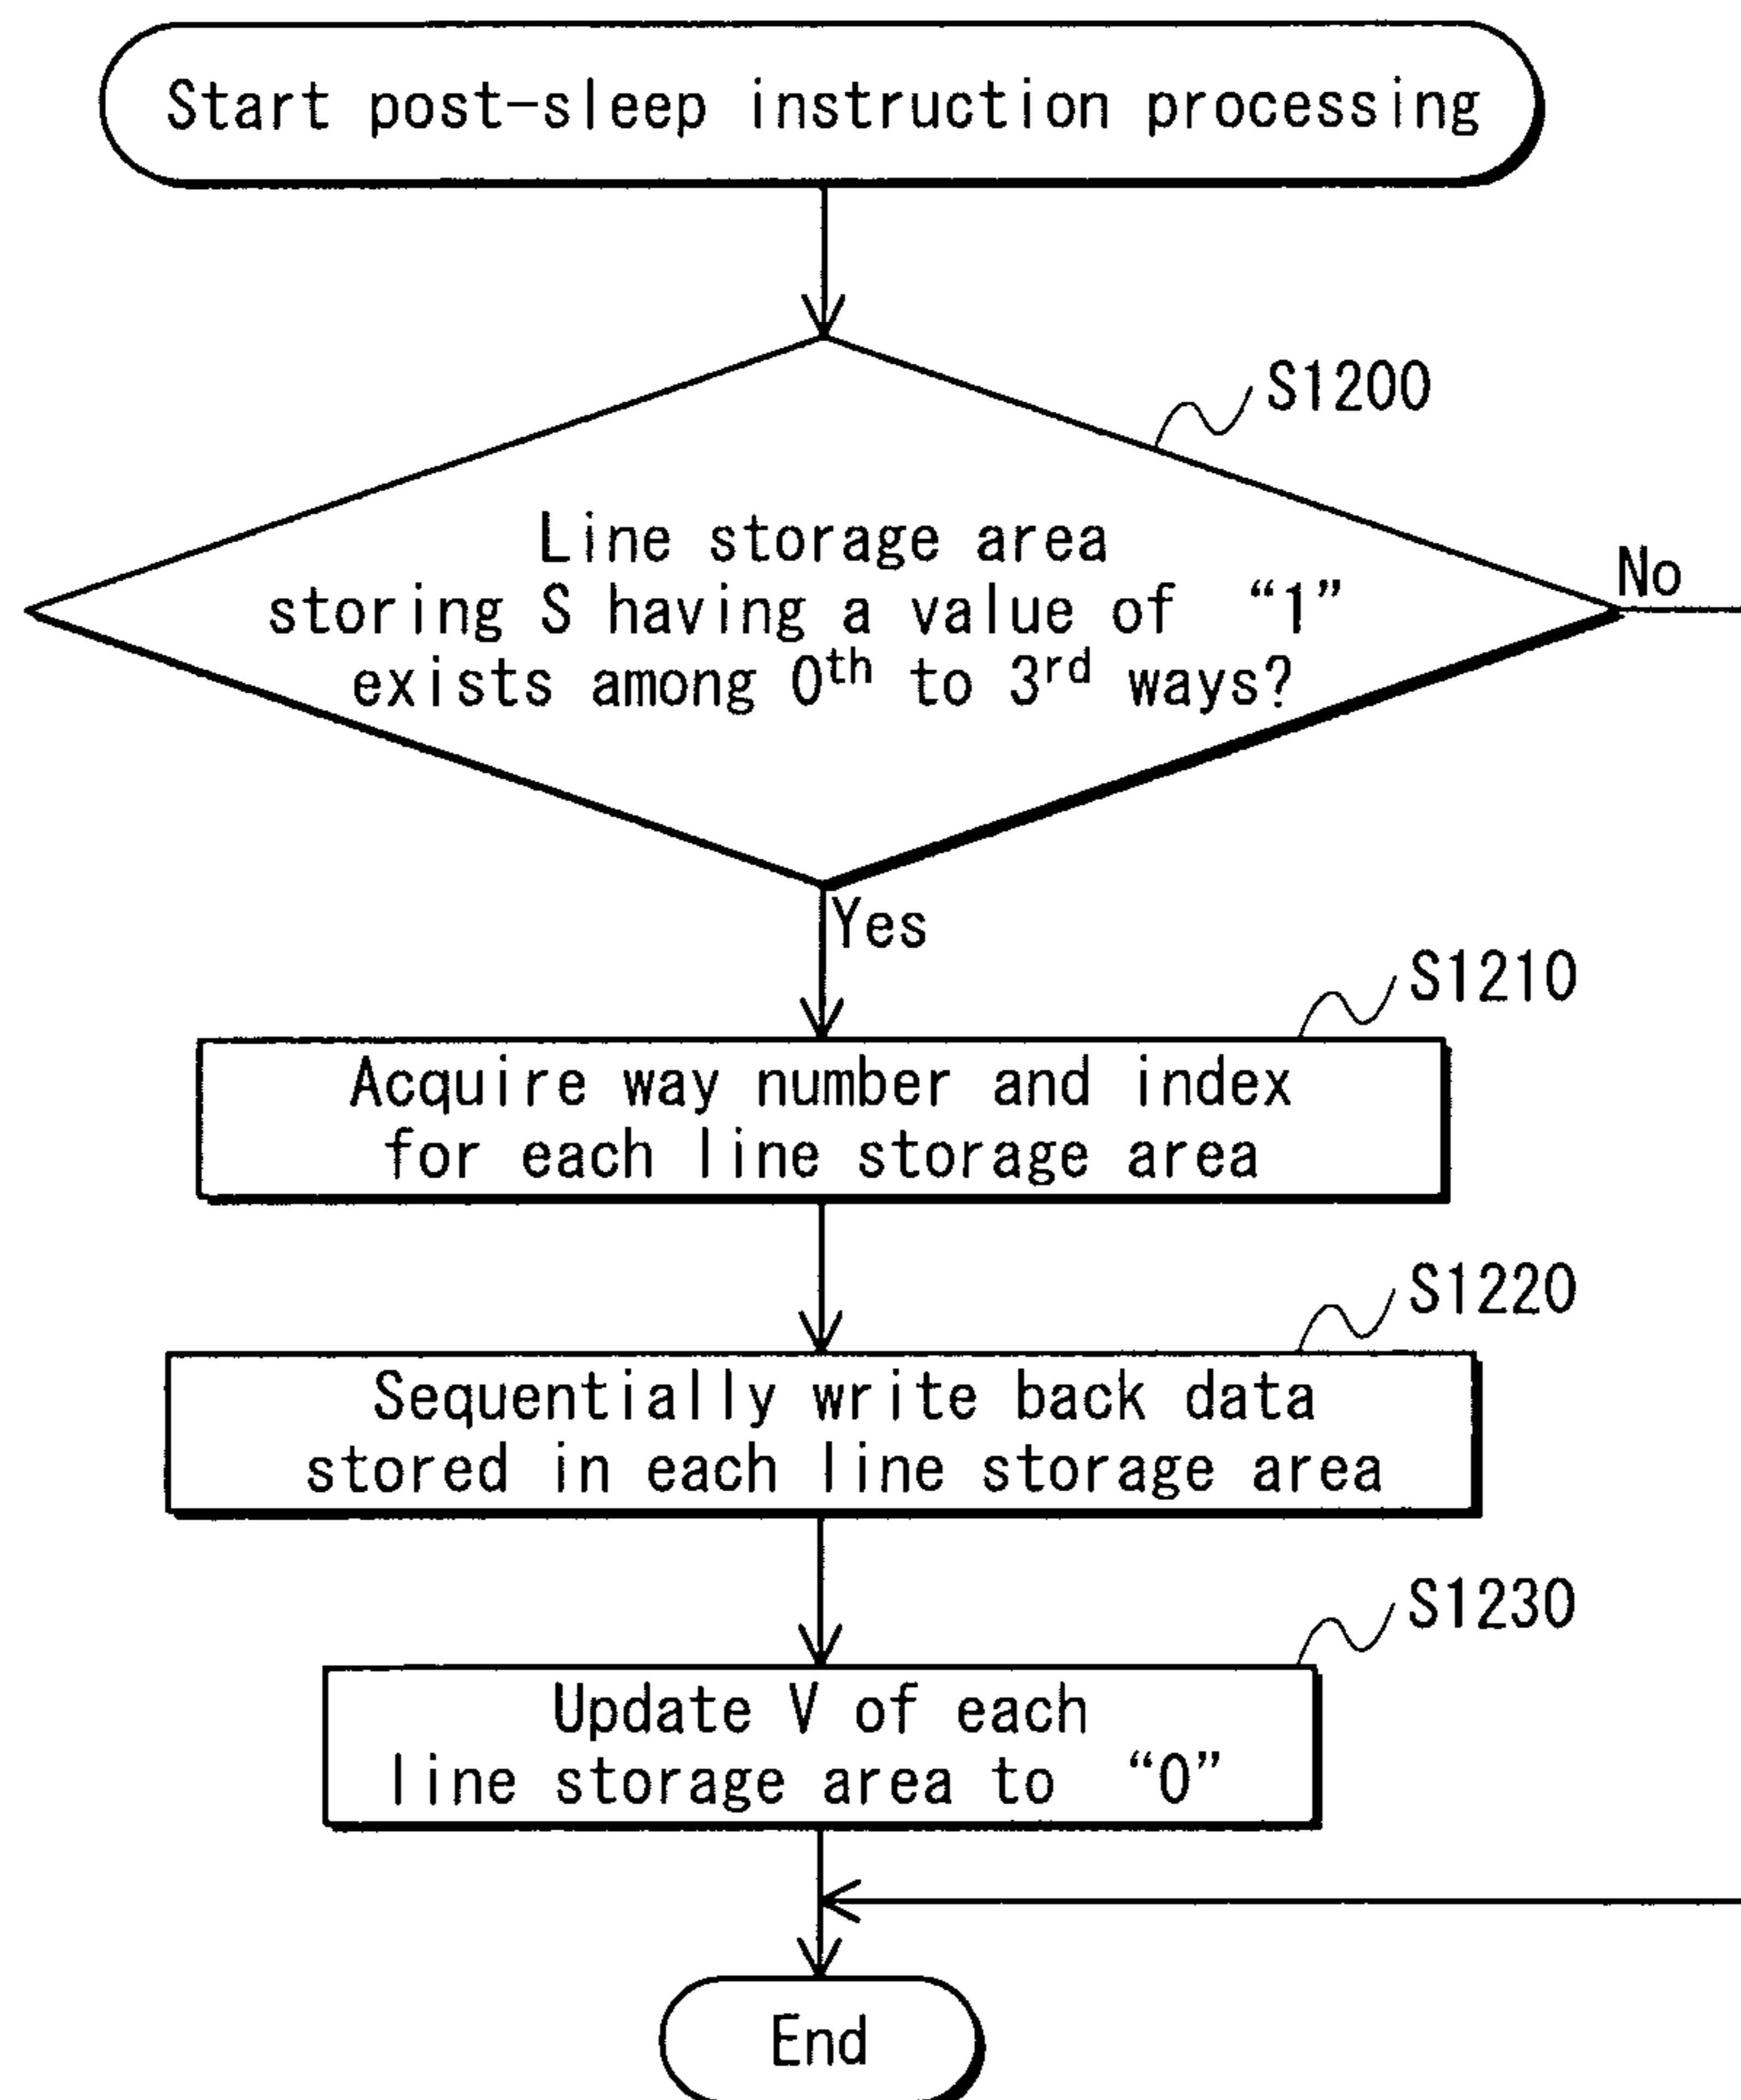 Start post-sleep instruction processing
S1200
Line storage area
storing S having a value of “1”
exists among 0th to 3rd ways?
No
Yes
S1210
Acquire way number and index
for each line storage area
S1220
Sequentially write back data
stored in each line storage area
S1230
Update V of each
line storage area to “0”
End